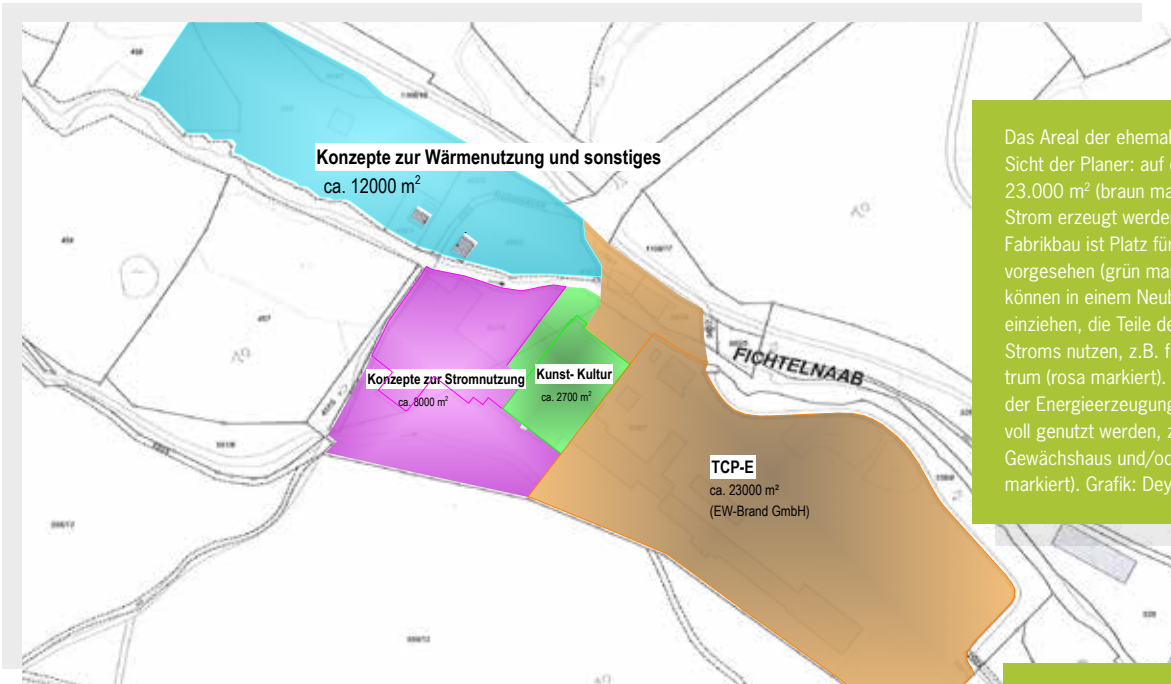 Konzepte zur Wärmenutzung und sonstiges
ca. 12000 m²
Konzepte zur Stromnutzung
ca. 8000 m²
Kunst- Kultur
ca. 2700 m²
FICHTELNAAB
TCP-E
ca. 23000 m²
(EW-Brand GmbH)
Das Areal der ehemal
Sicht der Planer: auf
23.000 m² (braun ma
Strom erzeugt werde
Fabrikbau ist Platz für
vorgesehen (grün mar
können in einem Neub
einziehen, die Teile de
Stroms nutzen, z.B. f
trum (rosa markiert).
der Energieerzeugung
voll genutzt werden, z
Gewächshaus und/od
markiert). Grafik: Dey